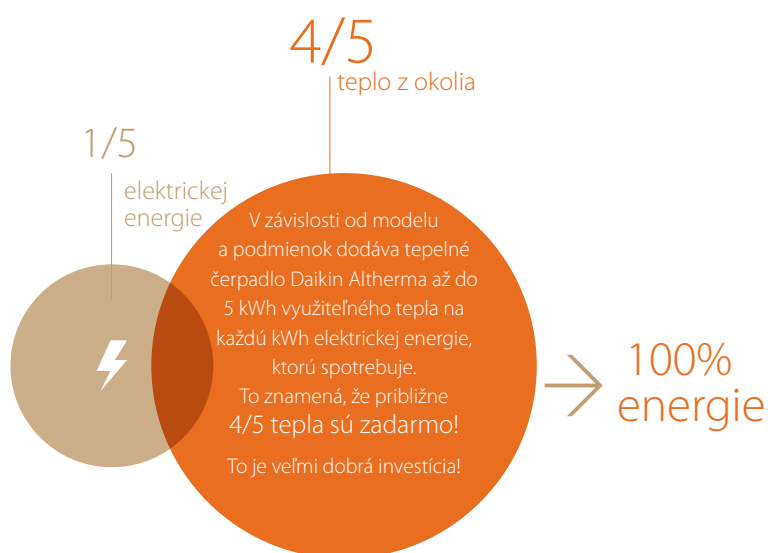 4/5
teplo z okolia
1/5
elektrickej
energie
V závislosti od modelu
a podmienok dodáva tepelné
čerpadlo Daikin Altherma až do
5 kWh využiteľného tepla na
každú kWh elektrickej energie,
ktorú spotrebuje.
To znamená, že približne
4/5 tepla sú zadarmo!
To je veľmi dobrá investícia!
100%
energie